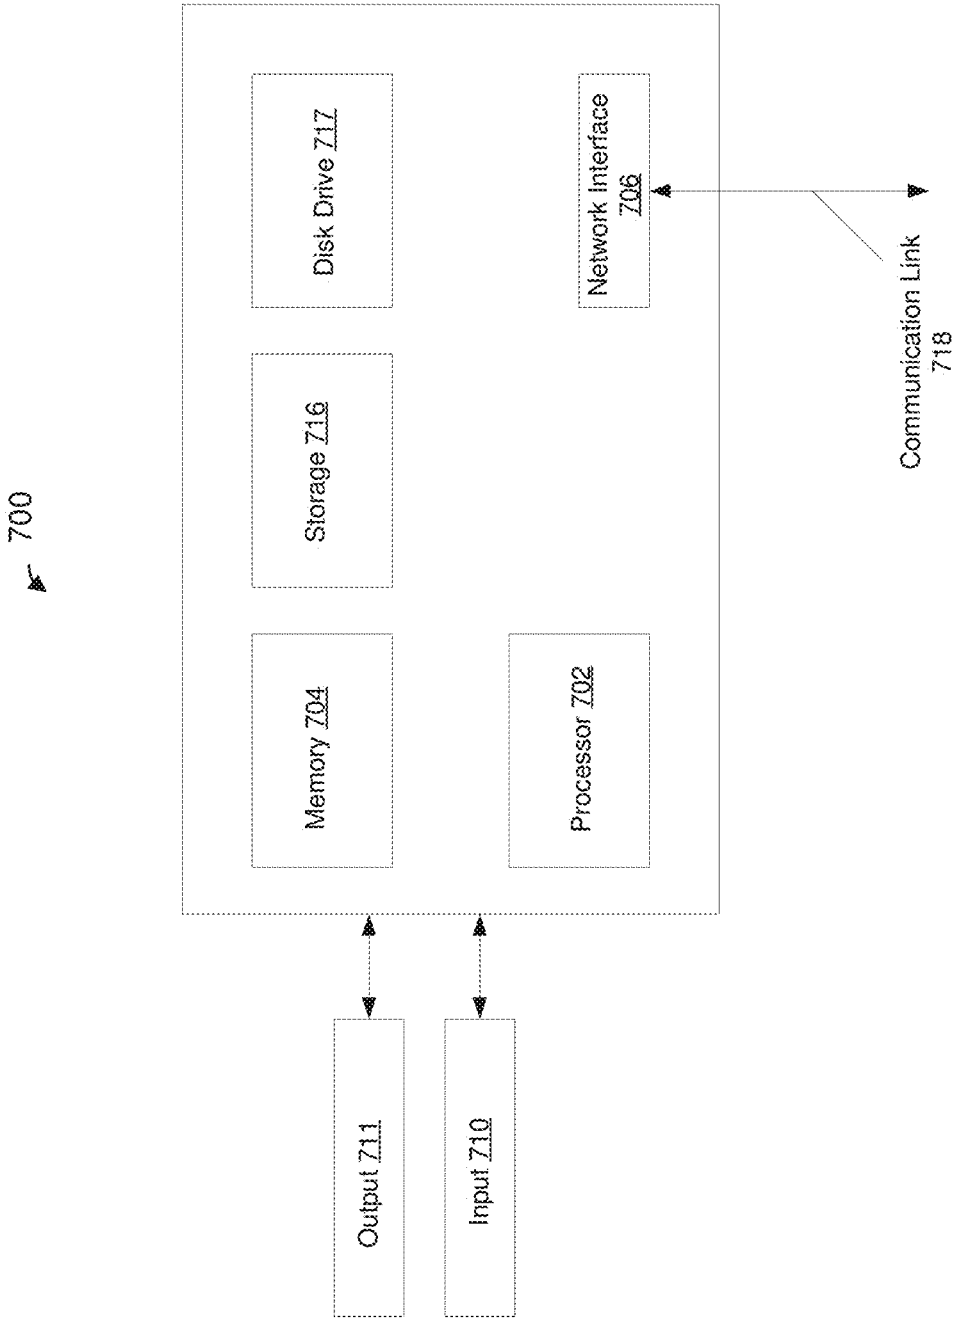 700
Memory 704
Storage 716
Disk Drive 717
Output 711
Input 710
Processor 702
Network Interface
706
Communication Link
718